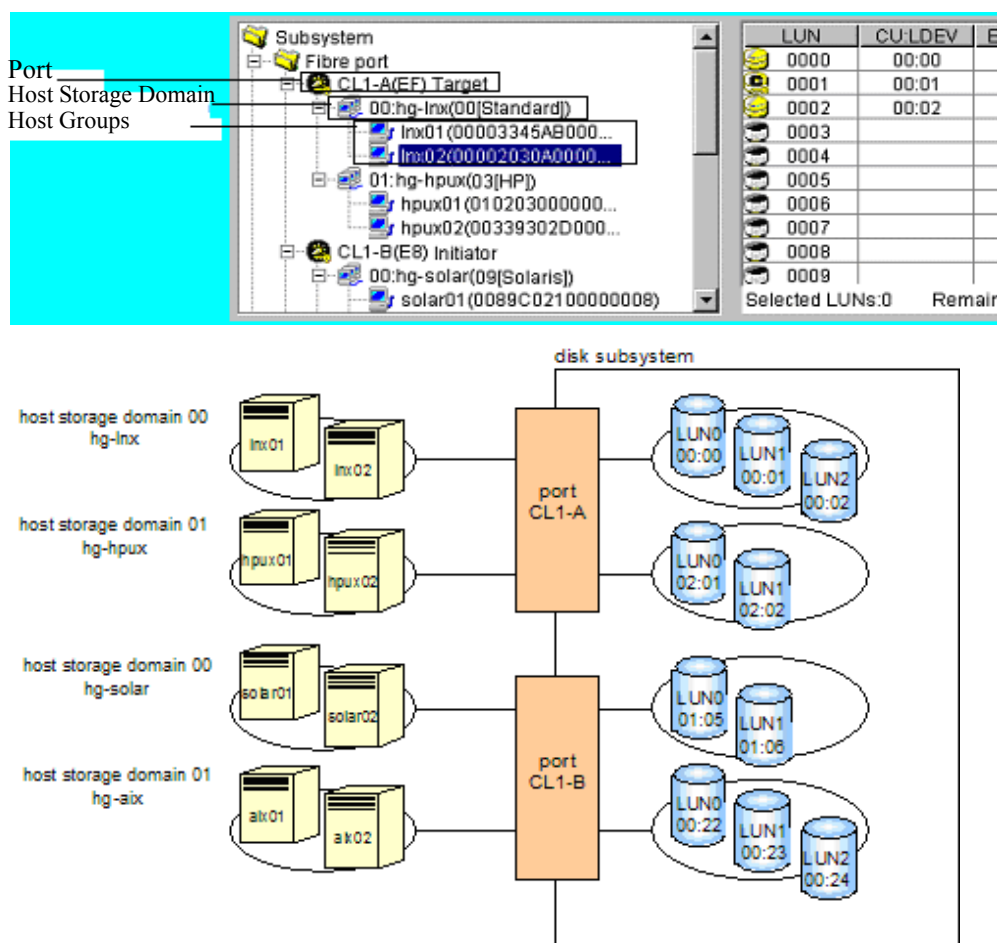 Subsystem
Fibre port
Port
CL1-A(EF) Target
Host Storage Domain
00:hg-lnx(00[Standard])
Host Groups
lnx01(00003345AB000...
lnx02(00002030A0000...
01:hg-hpux(03[HP])
hpux01(010203000000...
hpux02(00339302D000...
CL1-B(E8) Initiator
00:hg-solar(09[Solaris])
solar01(0089C02100000008)
LUN CU:LDEV E
0000 00:00
0001 00:01
0002 00:02
0003
0004
0005
0006
0007
0008
0009
Selected LUNs:0 Remain
disk subsystem
host storage domain 00
hg-lnx
lnx01
lnx02
port
CL1-A
LUN0
00:00
LUN1
00:01
LUN2
00:02
host storage domain 01
hg-hpux
hpux01
hpux02
LUN0
02:01
LUN1
02:02
host storage domain 00
hg-solar
solar01
solar02
port
CL1-B
LUN0
01:05
LUN1
01:06
host storage domain 01
hg-aix
aix01
aix02
LUN0
00:22
LUN1
00:23
LUN2
00:24